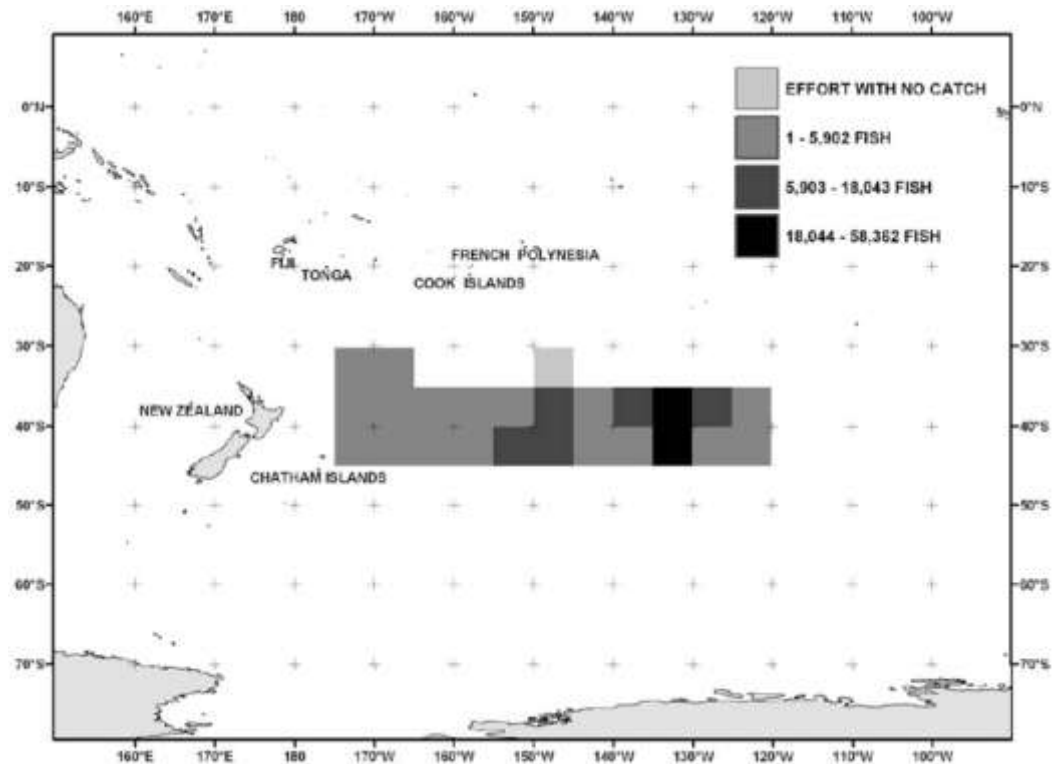 160°E 170°E 180 170°W 160°W 150°W 140°W 130°W 120°W 110°W 100°W
EFFORT WITH NO CATCH
0°N 0°N
1 - 5,902 FISH
10°S 10°S
5,903 - 18,043 FISH
18,044 - 58,362 FISH
FRENCH POLYNESIA
FIJI
20°S 20°S
TONGA
COOK ISLANDS
30°S 30°S
NEW ZEALAND
40°S 40°S
CHATHAM ISLANDS
50°S 50°S
60°S 60°S
70°S 70°S
160°E 170°E 180 170°W 160°W 150°W 140°W 130°W 120°W 110°W 100°W